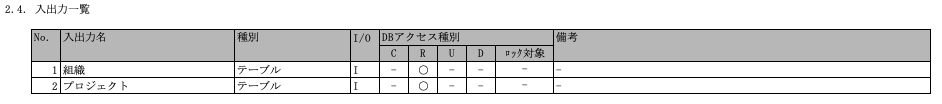 2.4. 入出力一覧
No. 入出力名 種別 I/O DBアクセス種別 備考
C R U D ﾛｯｸ対象
1 組織 テーブル I - ○ - - - -
2 プロジェクト テーブル I - ○ - - - -